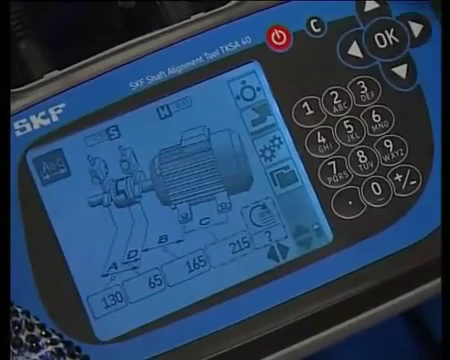 SKF Shaft Alignment Tool TKSA 40
C
SKF
OK
S
M
ABC
1 2 ABC 3 DEF
4 GHI 5 JKL 6 MNO
7 PQRS 8 TUV 9 WXYZ
. 0 +/-
A D B C
130 65 165 215 ?